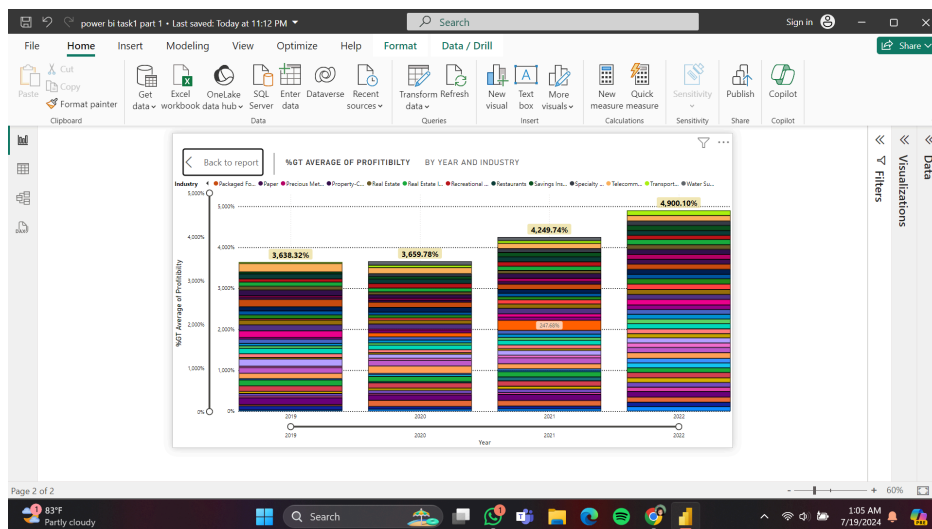 power bi task1 part 1 • Last saved: Today at 11:12 PM
Search
Sign in
File Home Insert Modeling View Optimize Help Format Data / Drill
Share
Paste
Cut
Copy
Format painter
Get data
Excel workbook
OneLake data hub
SQL Server
Enter data
Dataverse
Recent sources
Transform data
Refresh
New visual
Text box
More visuals
New measure
Quick measure
Sensitivity
Publish
Copilot
Clipboard Data Queries Insert Calculations Sensitivity Share Copilot
Back to report
%GT AVERAGE OF PROFITIBILTY BY YEAR AND INDUSTRY
Industry Packaged Fo... Paper Precious Met... Property-C... Real Estate Real Estate I... Recreational ... Restaurants Savings Ins... Specialty ... Telecomm... Transport... Water Su...
5,000%
4,000%
3,000%
2,000%
1,000%
0%
%GT Average of Profitibilty
5,000%
4,000%
3,000%
2,000%
1,000%
0%
3,638.32%
3,659.78%
4,249.74%
4,900.10%
247.66%
2019 2020 2021 2022
2019 2020 2021 2022
Year
Filters
Visualizations
Data
Page 2 of 2
60%
1
83°F
Partly cloudy
Search
1
1:05 AM
7/19/2024
PRE